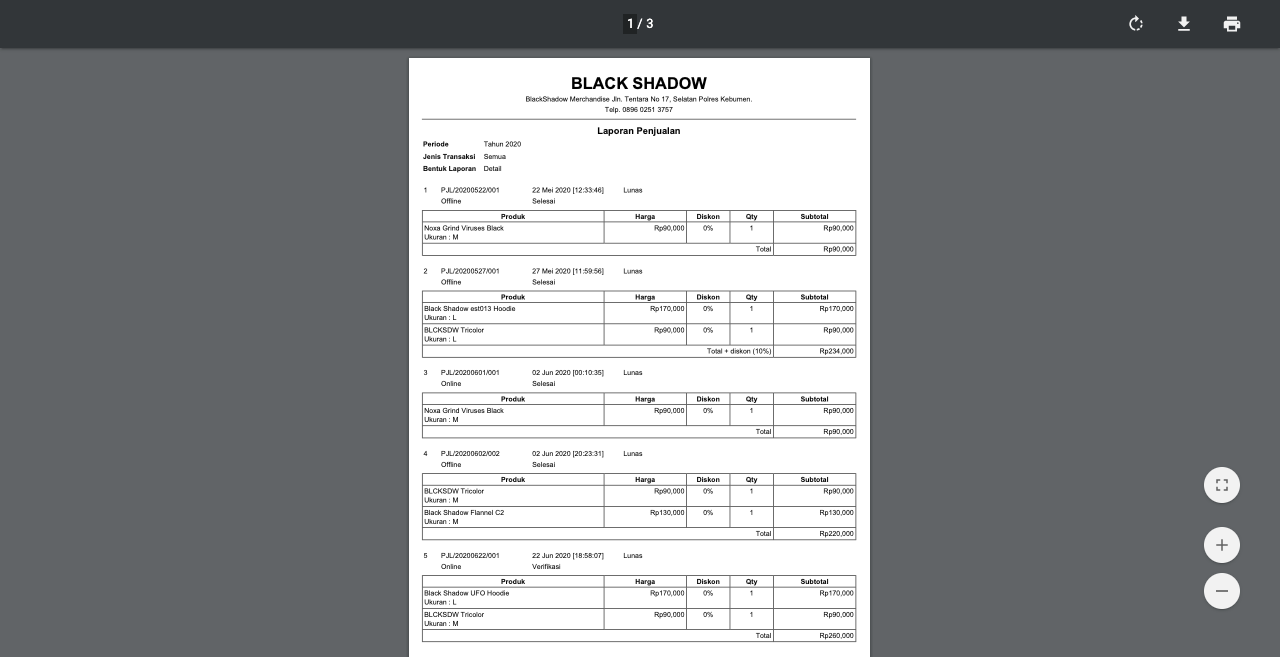 1 / 3
BLACK SHADOW
BlackShadow Merchandise Jln. Tentara No 17, Selatan Polres Kebumen.
Telp. 0896 0251 3757
Laporan Penjualan
Periode Tahun 2020
Jenis Transaksi Semua
Bentuk Laporan Detail
1 PJL/20200522/001 22 Mei 2020 [12:33:46] Lunas
Offline Selesai
Produk Harga Diskon Qty Subtotal
Noxa Grind Viruses Black Rp90,000 0% 1 Rp90,000
Ukuran : M
Total Rp90,000
2 PJL/20200527/001 27 Mei 2020 [11:59:56] Lunas
Offline Selesai
Produk Harga Diskon Qty Subtotal
Black Shadow est013 Hoodie Rp170,000 0% 1 Rp170,000
Ukuran : L
BLCKSDW Tricolor Rp90,000 0% 1 Rp90,000
Ukuran : L
Total + diskon (10%) Rp234,000
3 PJL/20200601/001 02 Jun 2020 [00:10:35] Lunas
Online Selesai
Produk Harga Diskon Qty Subtotal
Noxa Grind Viruses Black Rp90,000 0% 1 Rp90,000
Ukuran : M
Total Rp90,000
4 PJL/20200602/002 02 Jun 2020 [20:23:31] Lunas
Offline Selesai
Produk Harga Diskon Qty Subtotal
BLCKSDW Tricolor Rp90,000 0% 1 Rp90,000
Ukuran : M
Black Shadow Flannel C2 Rp130,000 0% 1 Rp130,000
Ukuran : M
Total Rp220,000
5 PJL/20200622/001 22 Jun 2020 [18:58:07] Lunas
Online Verifikasi
Produk Harga Diskon Qty Subtotal
Black Shadow UFO Hoodie Rp170,000 0% 1 Rp170,000
Ukuran : L
BLCKSDW Tricolor Rp90,000 0% 1 Rp90,000
Ukuran : M
Total Rp260,000